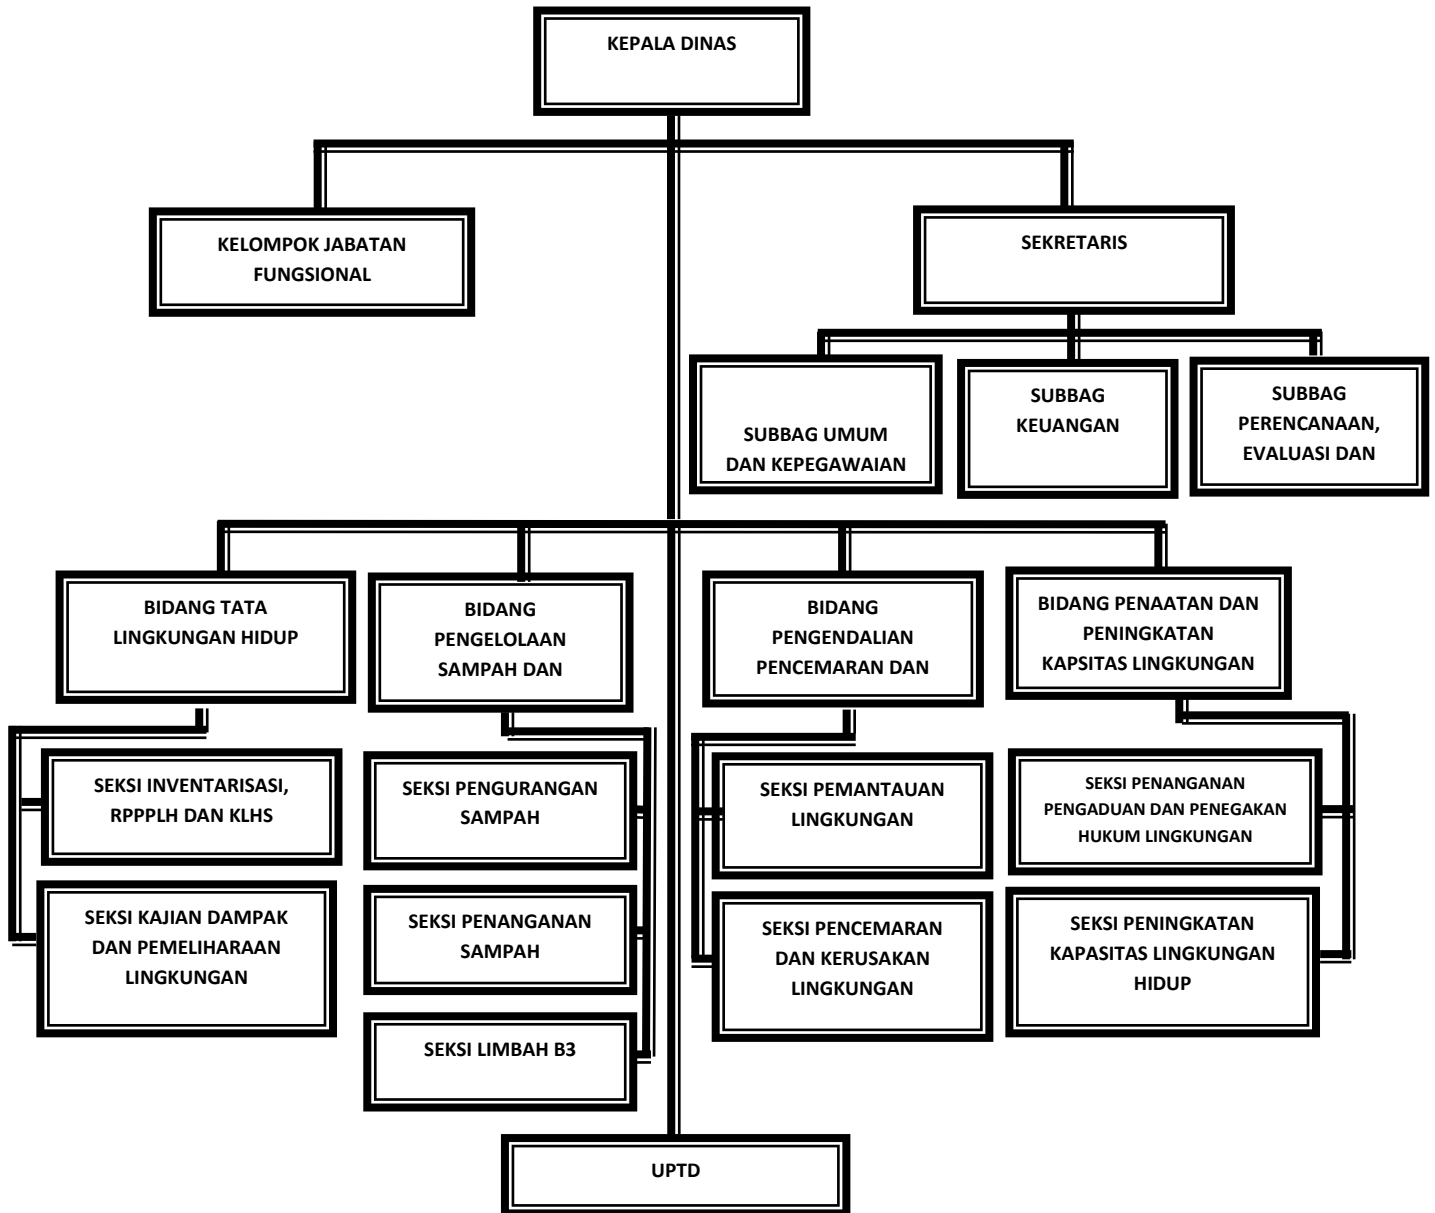 KEPALA DINAS
KELOMPOK JABATAN
FUNGSIONAL
SEKRETARIS
SUBBAG UMUM
DAN KEPEGAWAIAN
SUBBAG
KEUANGAN
SUBBAG
PERENCANAAN,
EVALUASI DAN
BIDANG TATA
LINGKUNGAN HIDUP
BIDANG
PENGELOLAAN
SAMPAH DAN
BIDANG
PENGENDALIAN
PENCEMARAN DAN
BIDANG PENAATAN DAN
PENINGKATAN
KAPSITAS LINGKUNGAN
SEKSI INVENTARISASI,
RPPPLH DAN KLHS
SEKSI KAJIAN DAMPAK
DAN PEMELIHARAAN
LINGKUNGAN
SEKSI PENGURANGAN
SAMPAH
SEKSI PENANGANAN
SAMPAH
SEKSI LIMBAH B3
SEKSI PEMANTAUAN
LINGKUNGAN
SEKSI PENCEMARAN
DAN KERUSAKAN
LINGKUNGAN
SEKSI PENANGANAN
PENGADUAN DAN PENEGAKAN
HUKUM LINGKUNGAN
SEKSI PENINGKATAN
KAPASITAS LINGKUNGAN
HIDUP
UPTD